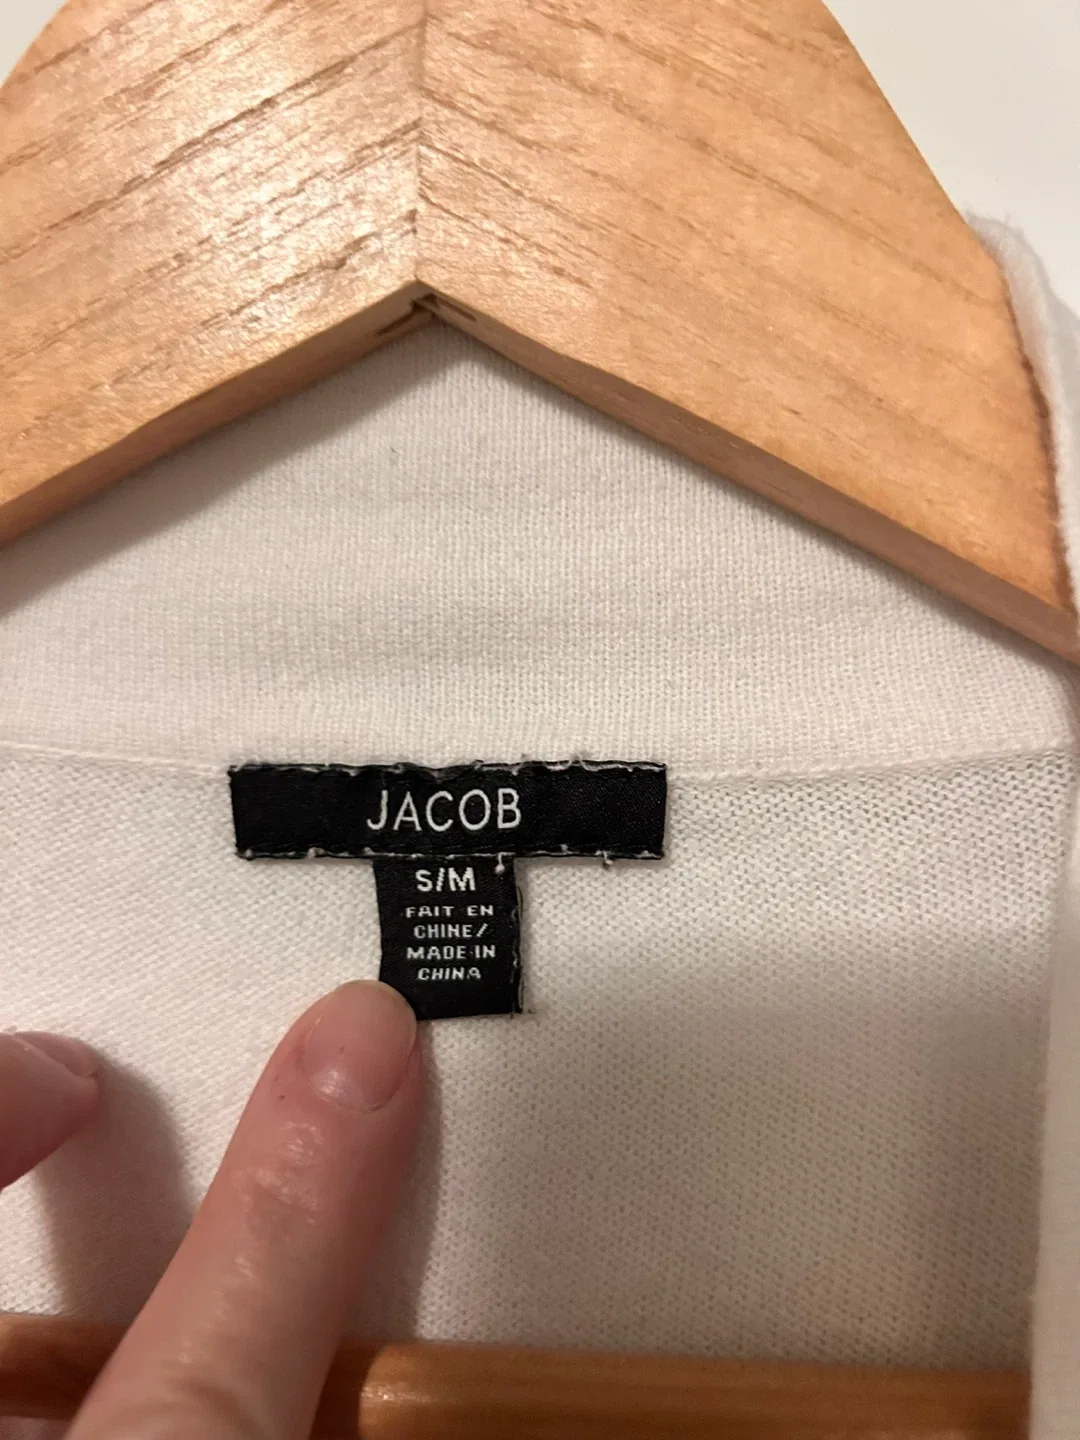 JACOB
S/M
FAIT EN
CHINE/
MADE IN
CHINA